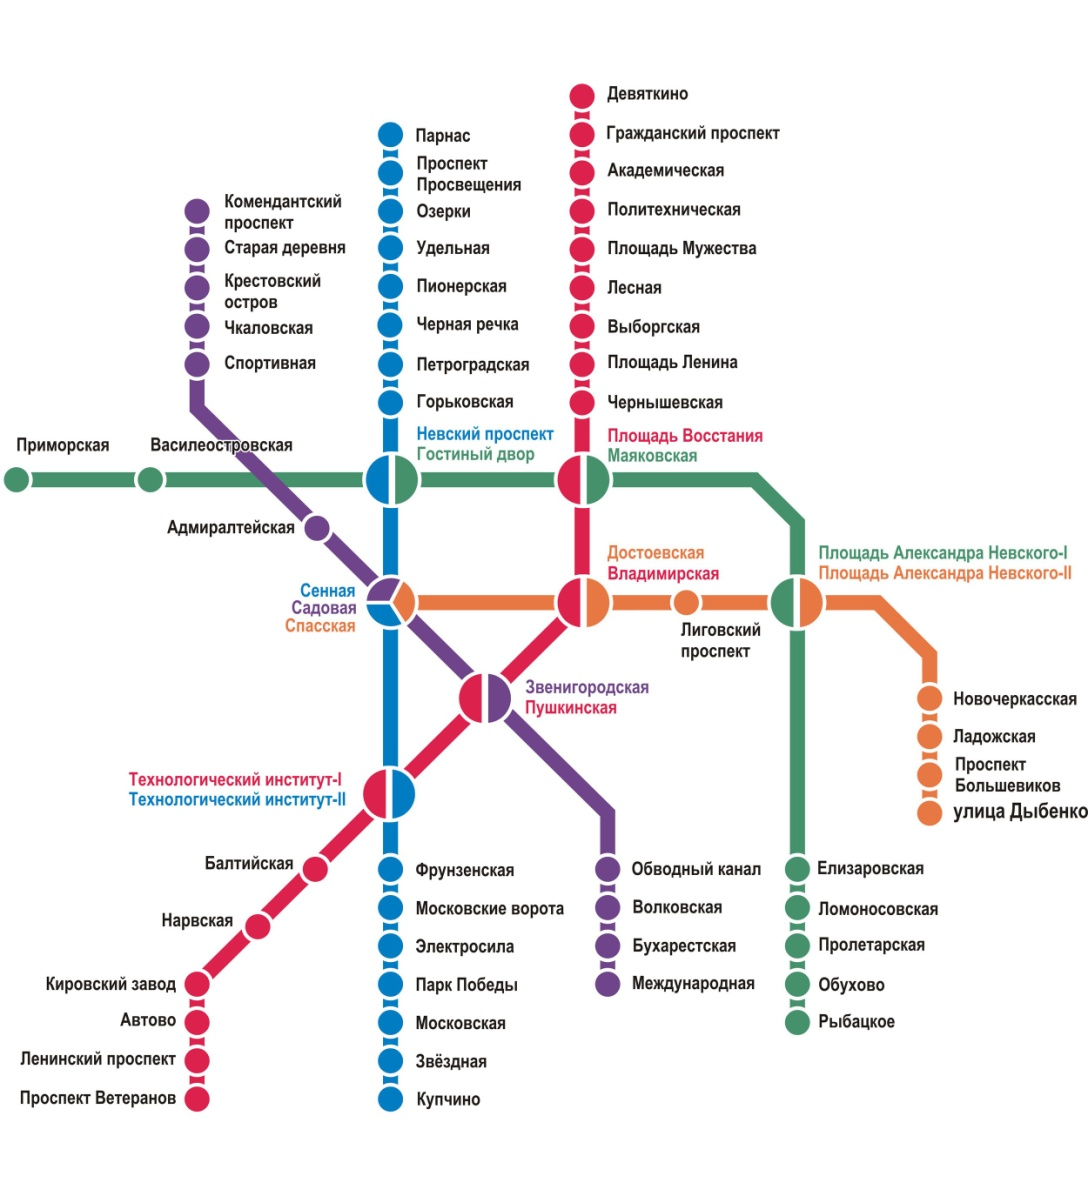 Девяткино
Гражданский проспект
Академическая
Политехническая
Площадь Мужества
Лесная
Выборгская
Площадь Ленина
Чернышевская
Площадь Восстания
Маяковская
Парнас
Проспект
Просвещения
Озерки
Удельная
Пионерская
Черная речка
Петроградская
Горьковская
Невский проспект
Гостиный двор
Комендантский
проспект
Старая деревня
Крестовский
остров
Чкаловская
Спортивная
Приморская
Василеостровская
Адмиралтейская
Сенная
Садовая
Спасская
Достоевская
Владимирская
Лиговский
проспект
Площадь Александра Невского-I
Площадь Александра Невского-II
Звенигородская
Пушкинская
Новочеркасская
Ладожская
Проспект
Большевиков
улица Дыбенко
Технологический институт-I
Технологический институт-II
Балтийская
Нарвская
Кировский завод
Автово
Ленинский проспект
Проспект Ветеранов
Фрунзенская
Московские ворота
Электросила
Парк Победы
Московская
Звёздная
Купчино
Обводный канал
Волковская
Бухарестская
Международная
Елизаровская
Ломоносовская
Пролетарская
Обухово
Рыбацкое